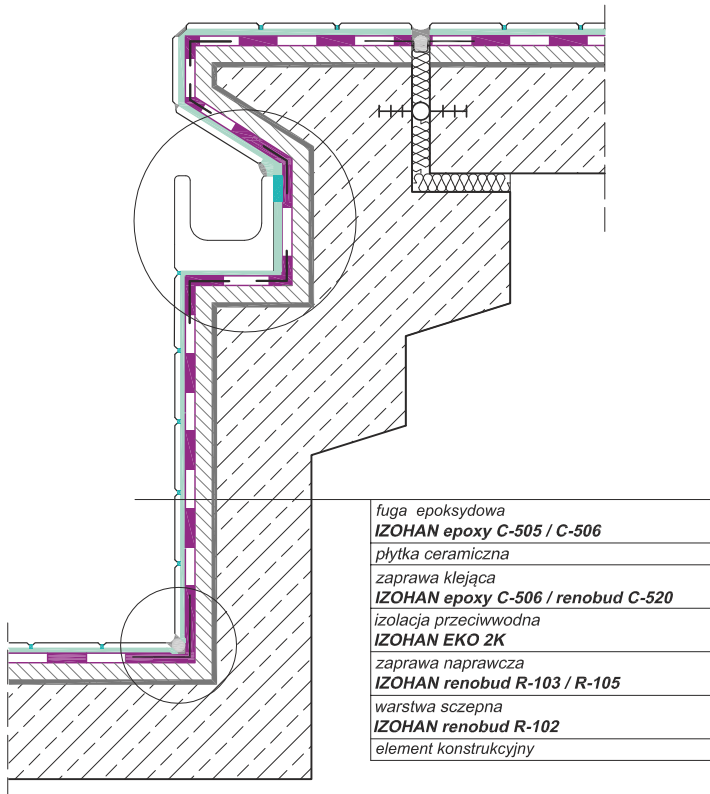 fuga epoksydowa
IZOHAN epoxy C-505 / C-506
płytka ceramiczna
zaprawa klejąca
IZOHAN epoxy C-506 / renobud C-520
izolacja przeciwwodna
IZOHAN EKO 2K
zaprawa naprawcza
IZOHAN renobud R-103 / R-105
warstwa sczepna
IZOHAN renobud R-102
element konstrukcyjny